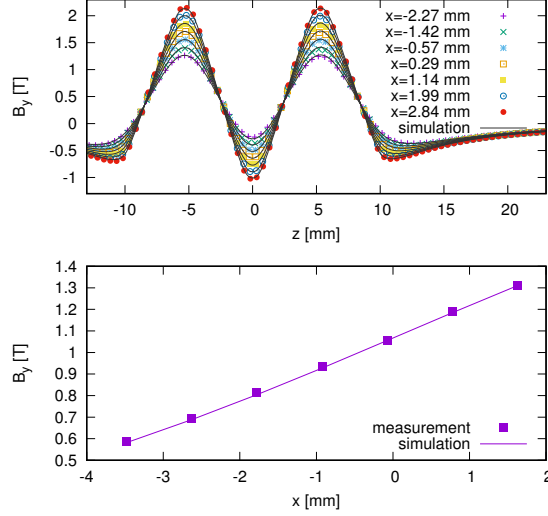 2
1.5
1
0.5
0
-0.5
-1
B_y [T]
x=-2.27 mm
x=-1.42 mm
x=-0.57 mm
x=0.29 mm
x=1.14 mm
x=1.99 mm
x=2.84 mm
simulation
-10 -5 0 5 10 15 20
z [mm]
1.4
1.3
1.2
1.1
1
0.9
0.8
0.7
0.6
0.5
B_y [T]
measurement
simulation
-4 -3 -2 -1 0 1 2
x [mm]